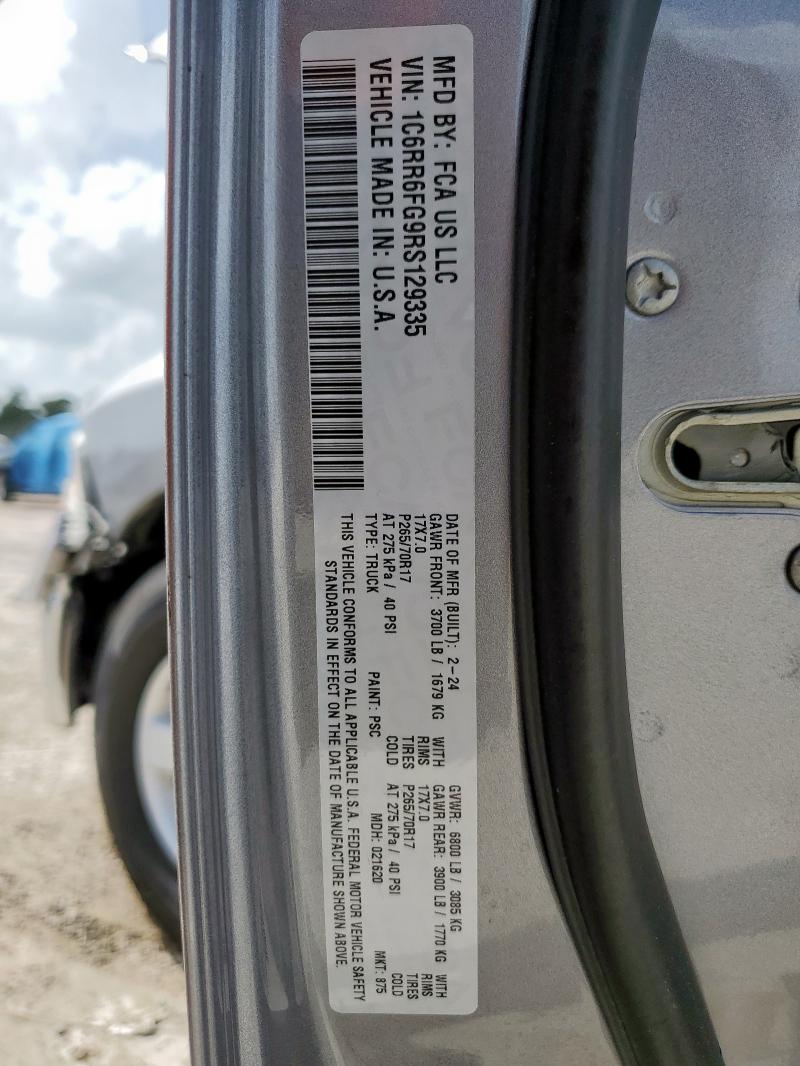 MFD BY: FCA US LLC
VIN: 1C6RR6FG9RS129335
VEHICLE MADE IN: U.S.A.
DATE OF MFR (BUILT): 2-24 GVWR: 6800 LB / 3085 KG
GAWR FRONT: 3700 LB / 1679 KG WITH GAWR REAR: 3900 LB / 1770 KG WITH
17X7.0 RIMS 17X7.0 RIMS
P265/70R17 TIRES P265/70R17 TIRES
AT 275 kPa / 40 PSI COLD AT 275 kPa / 40 PSI COLD
TYPE: TRUCK PAINT: PSC MDH: 021620 MKT: 875
THIS VEHICLE CONFORMS TO ALL APPLICABLE U.S.A. FEDERAL MOTOR VEHICLE SAFETY
STANDARDS IN EFFECT ON THE DATE OF MANUFACTURE SHOWN ABOVE.